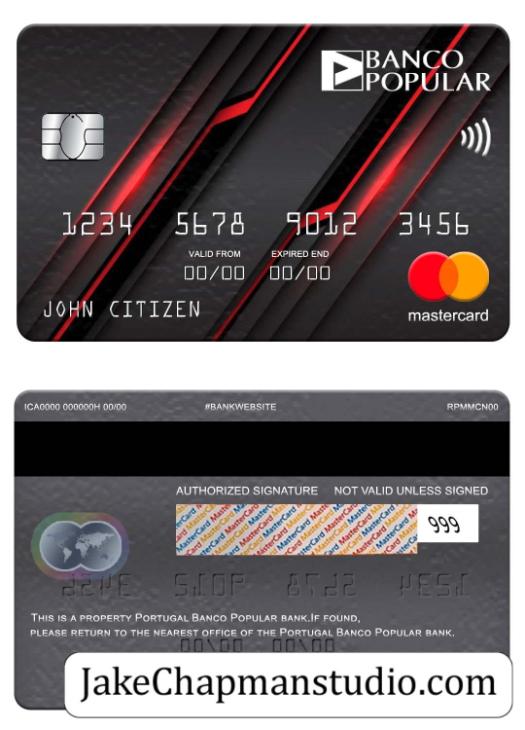 BANCO
POPULAR
1234 5678 9012 3456
VALID FROM EXPIRED END
00/00 00/00
JOHN CITIZEN
mastercard
ICA0000 000000H 00/00 #BANKWEBSITE RPMMCN00
AUTHORIZED SIGNATURE NOT VALID UNLESS SIGNED
MasterCard MasterCard MasterCard
999
THIS IS A PROPERTY PORTUGAL BANCO POPULAR BANK.IF FOUND,
PLEASE RETURN TO THE NEAREST OFFICE OF THE PORTUGAL BANCO POPULAR BANK.
JakeChapmanstudio.com